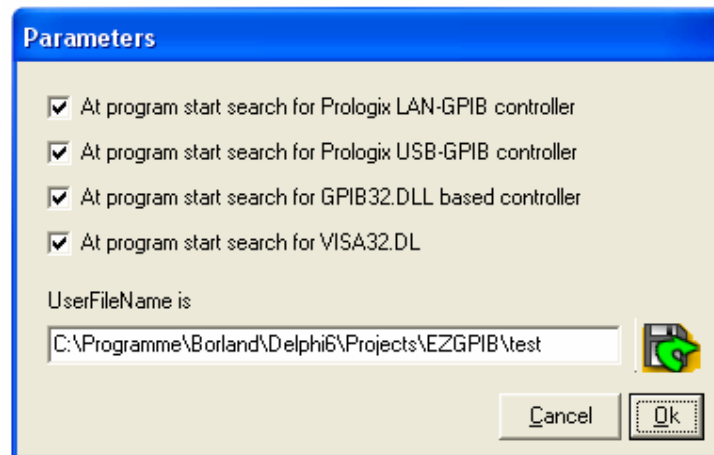 Parameters
At program start search for Prologix LAN-GPIB controller
At program start search for Prologix USB-GPIB controller
At program start search for GPIB32.DLL based controller
At program start search for VISA32.DL
UserFileName is
C:\Programme\Borland\Delphi6\Projects\EZGPIB\test
Cancel Ok